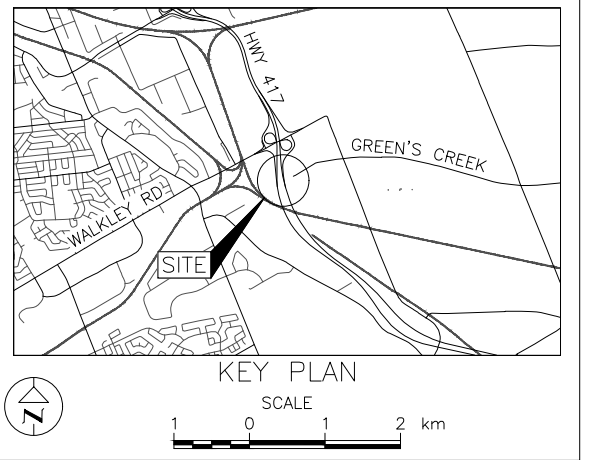 HWY 417
GREEN'S CREEK
WALKLEY RD
SITE
KEY PLAN
SCALE
1 0 1 2 km
N